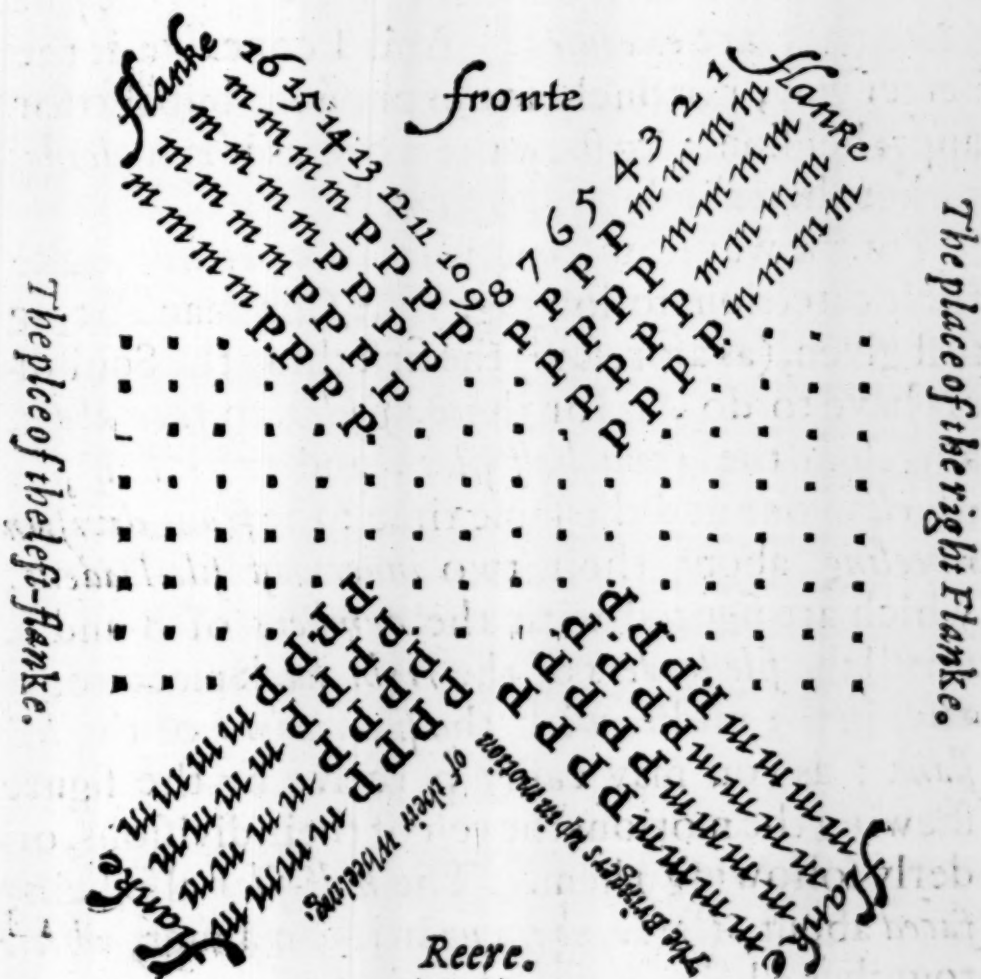 flanke
16 15 14 13 12 11 10 9
m m m m P P P P
m m m m P P P P
m m m m P P P P
m m m m P. P P P.
fronte
8 7 6 5 4 3 2 1
flanke
P P P P m m m m
P P P P m m m m
P P P P m m m m
P P P P. m m m m
The plce of the left-flanke.
The place of the right Flanke.
P P P P m m m m
P P P P m m m m
P P P P m m m m
P P P P m m m m
flanke
P P P P m m m m
P P P P m m m m
P P P P m m m m
P P P P m m m m
flanke
The Bringers up in motion
of their wheeling.
Reere.